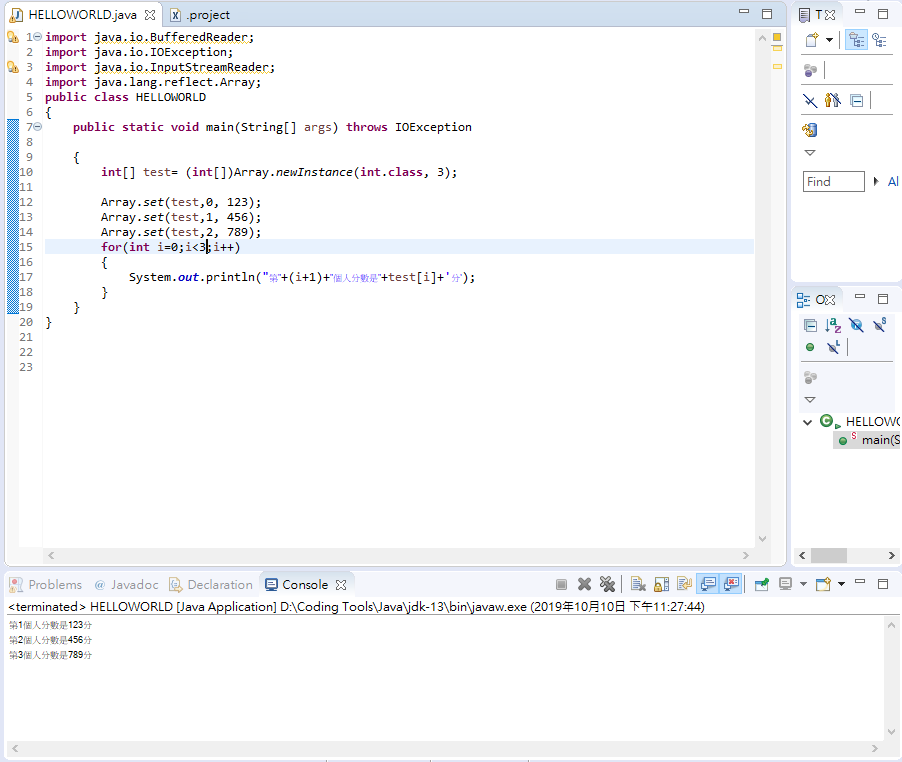 HELLOWORLD.java
.project
1 import java.io.BufferedReader;
2 import java.io.IOException;
3 import java.io.InputStreamReader;
4 import java.lang.reflect.Array;
5 public class HELLOWORLD
6 {
7 public static void main(String[] args) throws IOException
8
9 {
10 int[] test= (int[])Array.newInstance(int.class, 3);
11
12 Array.set(test,0, 123);
13 Array.set(test,1, 456);
14 Array.set(test,2, 789);
15 for(int i=0;i<3;i++)
16 {
17 System.out.println("第"+(i+1)+"個人分數是"+test[i]+'分');
18 }
19 }
20 }
21
22
23
T
Find
Al
O
HELLOWO
main(S
Problems @ Javadoc Declaration Console
<terminated> HELLOWORLD [Java Application] D:\Coding Tools\Java\jdk-13\bin\javaw.exe (2019年10月10日 下午11:27:44)
第1個人分數是123分
第2個人分數是456分
第3個人分數是789分